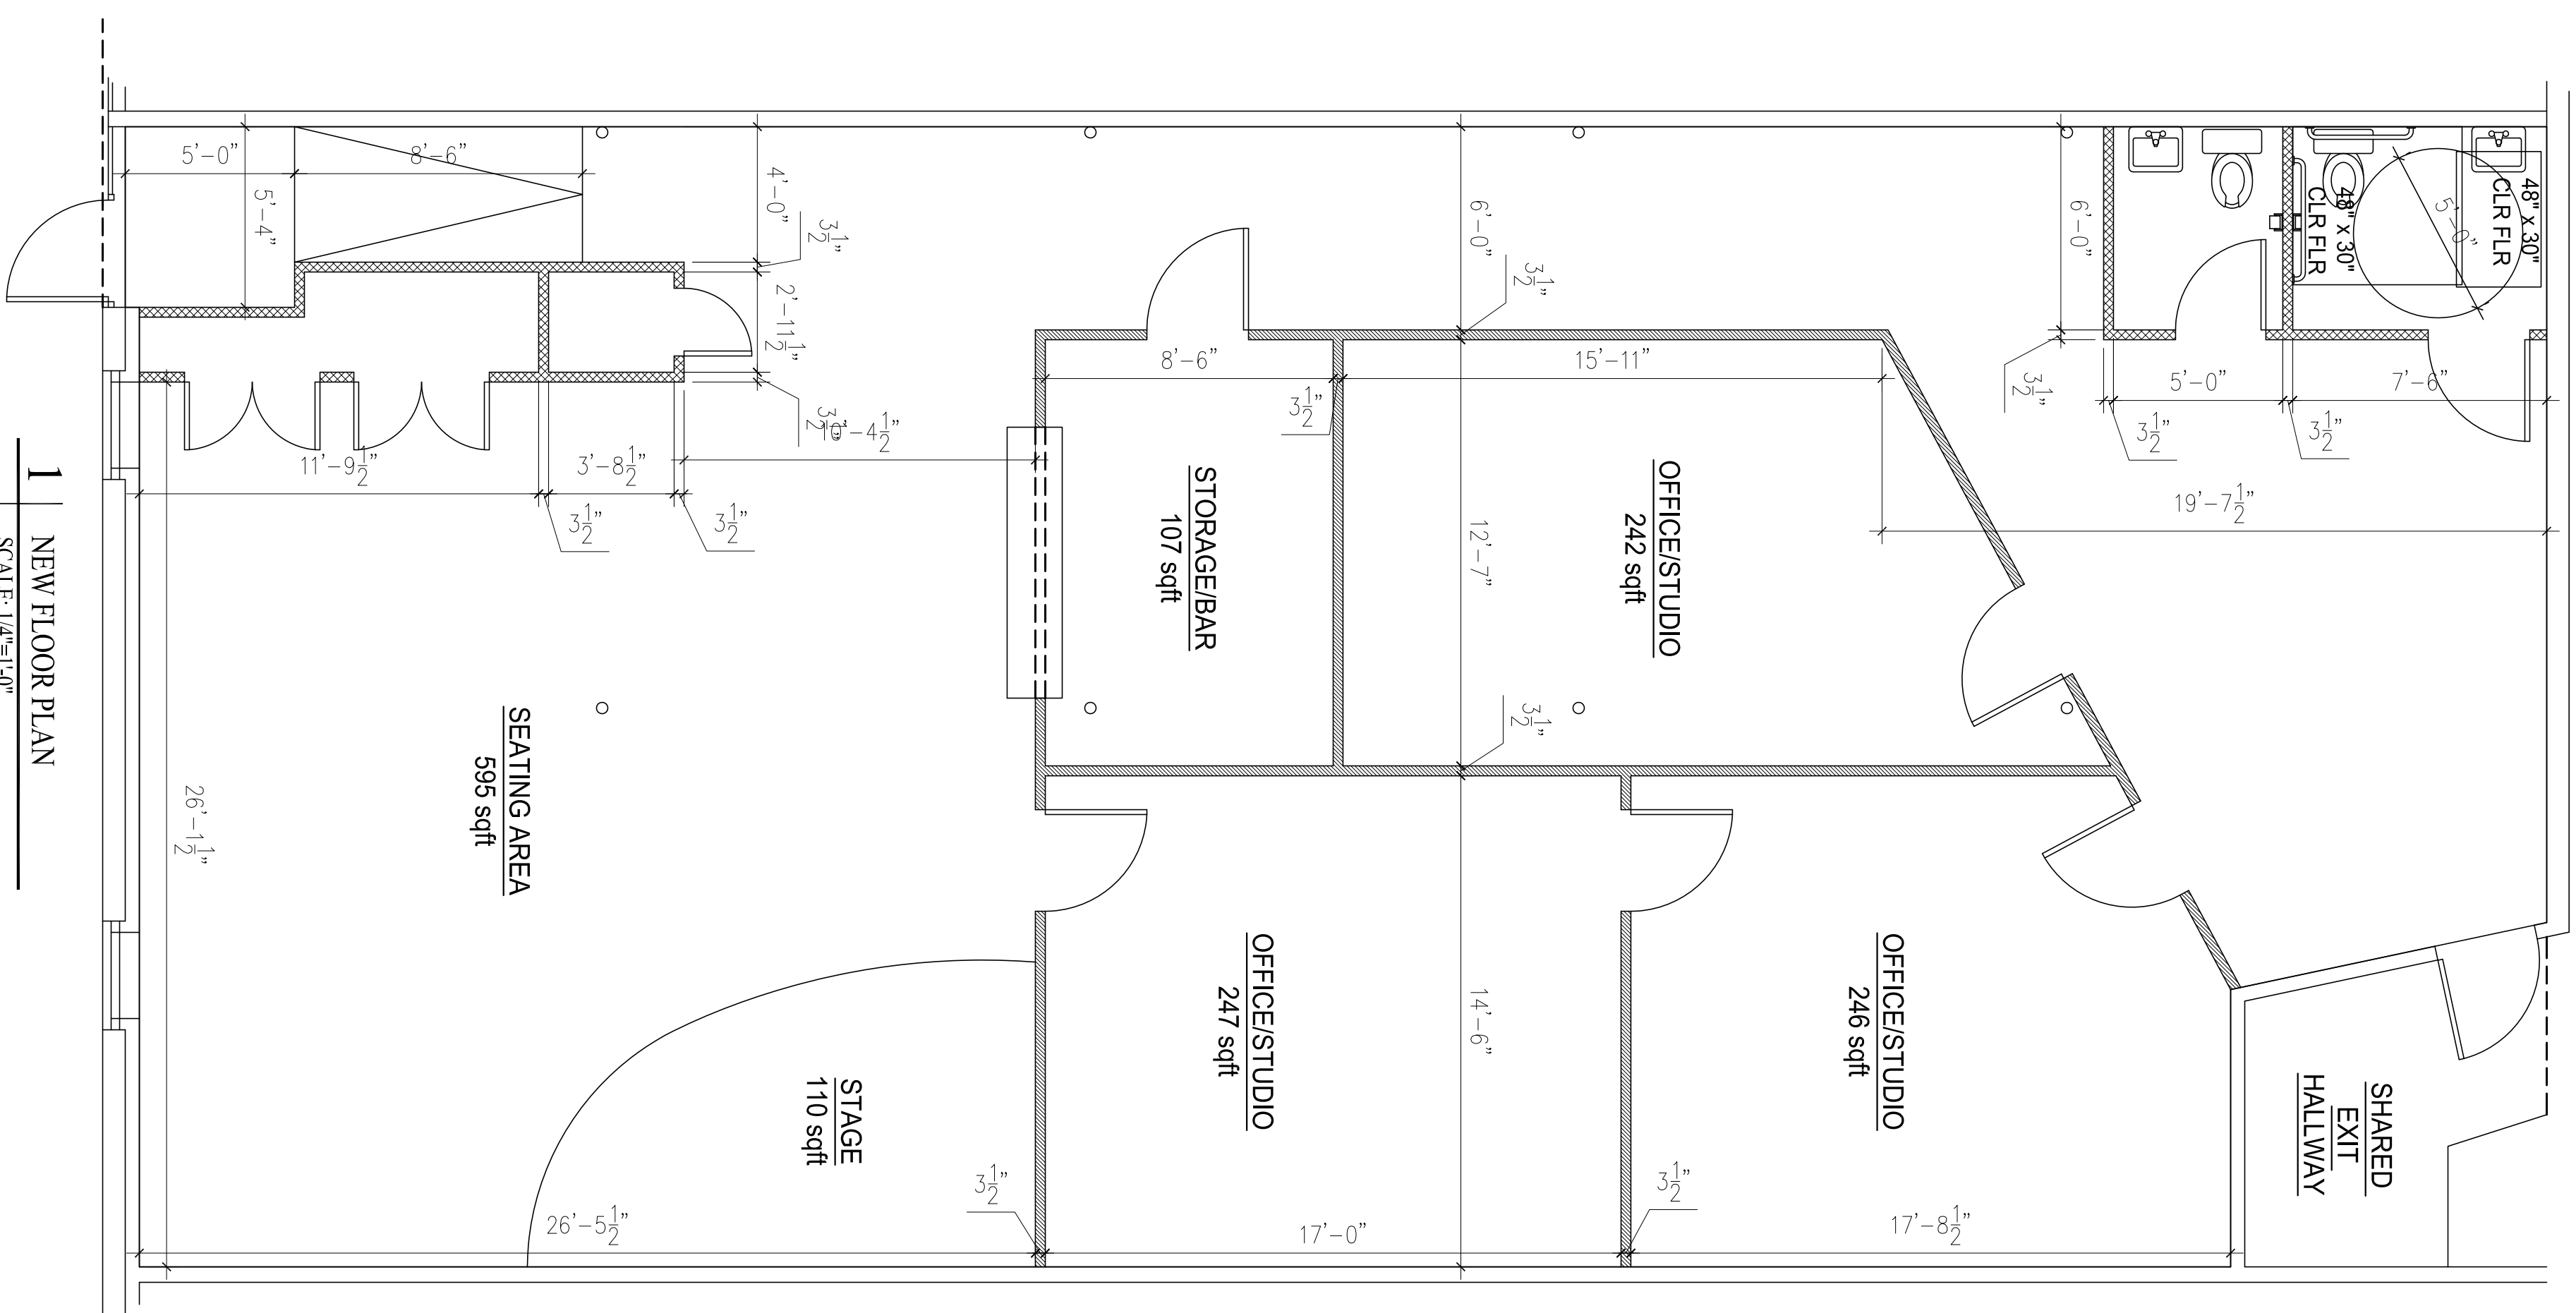 1
NEW FLOOR PLAN
SCALE: 1/4"=1'-0"
5'-0"
8'-6"
5'-4"
4'-0"
3 1/2"
2'-11 1/2"
3 1/2"
11'-9 1/2"
3'-8 1/2"
3 1/2"
3 1/2"
0'-4 1/2"
26'-1 1/2"
SEATING AREA
595 sqft
STAGE
110 sqft
26'-5 1/2"
3 1/2"
8'-6"
3 1/2"
STORAGE/BAR
107 sqft
6'-0"
3 1/2"
15'-11"
12'-7"
OFFICE/STUDIO
242 sqft
3 1/2"
14'-6"
OFFICE/STUDIO
247 sqft
17'-0"
3 1/2"
OFFICE/STUDIO
246 sqft
17'-8 1/2"
6'-0"
3 1/2"
5'-0"
3 1/2"
7'-6"
3 1/2"
19'-7 1/2"
48" x 30"
CLR FLR
5'-0"
48" x 30"
CLR FLR
SHARED
EXIT
HALLWAY